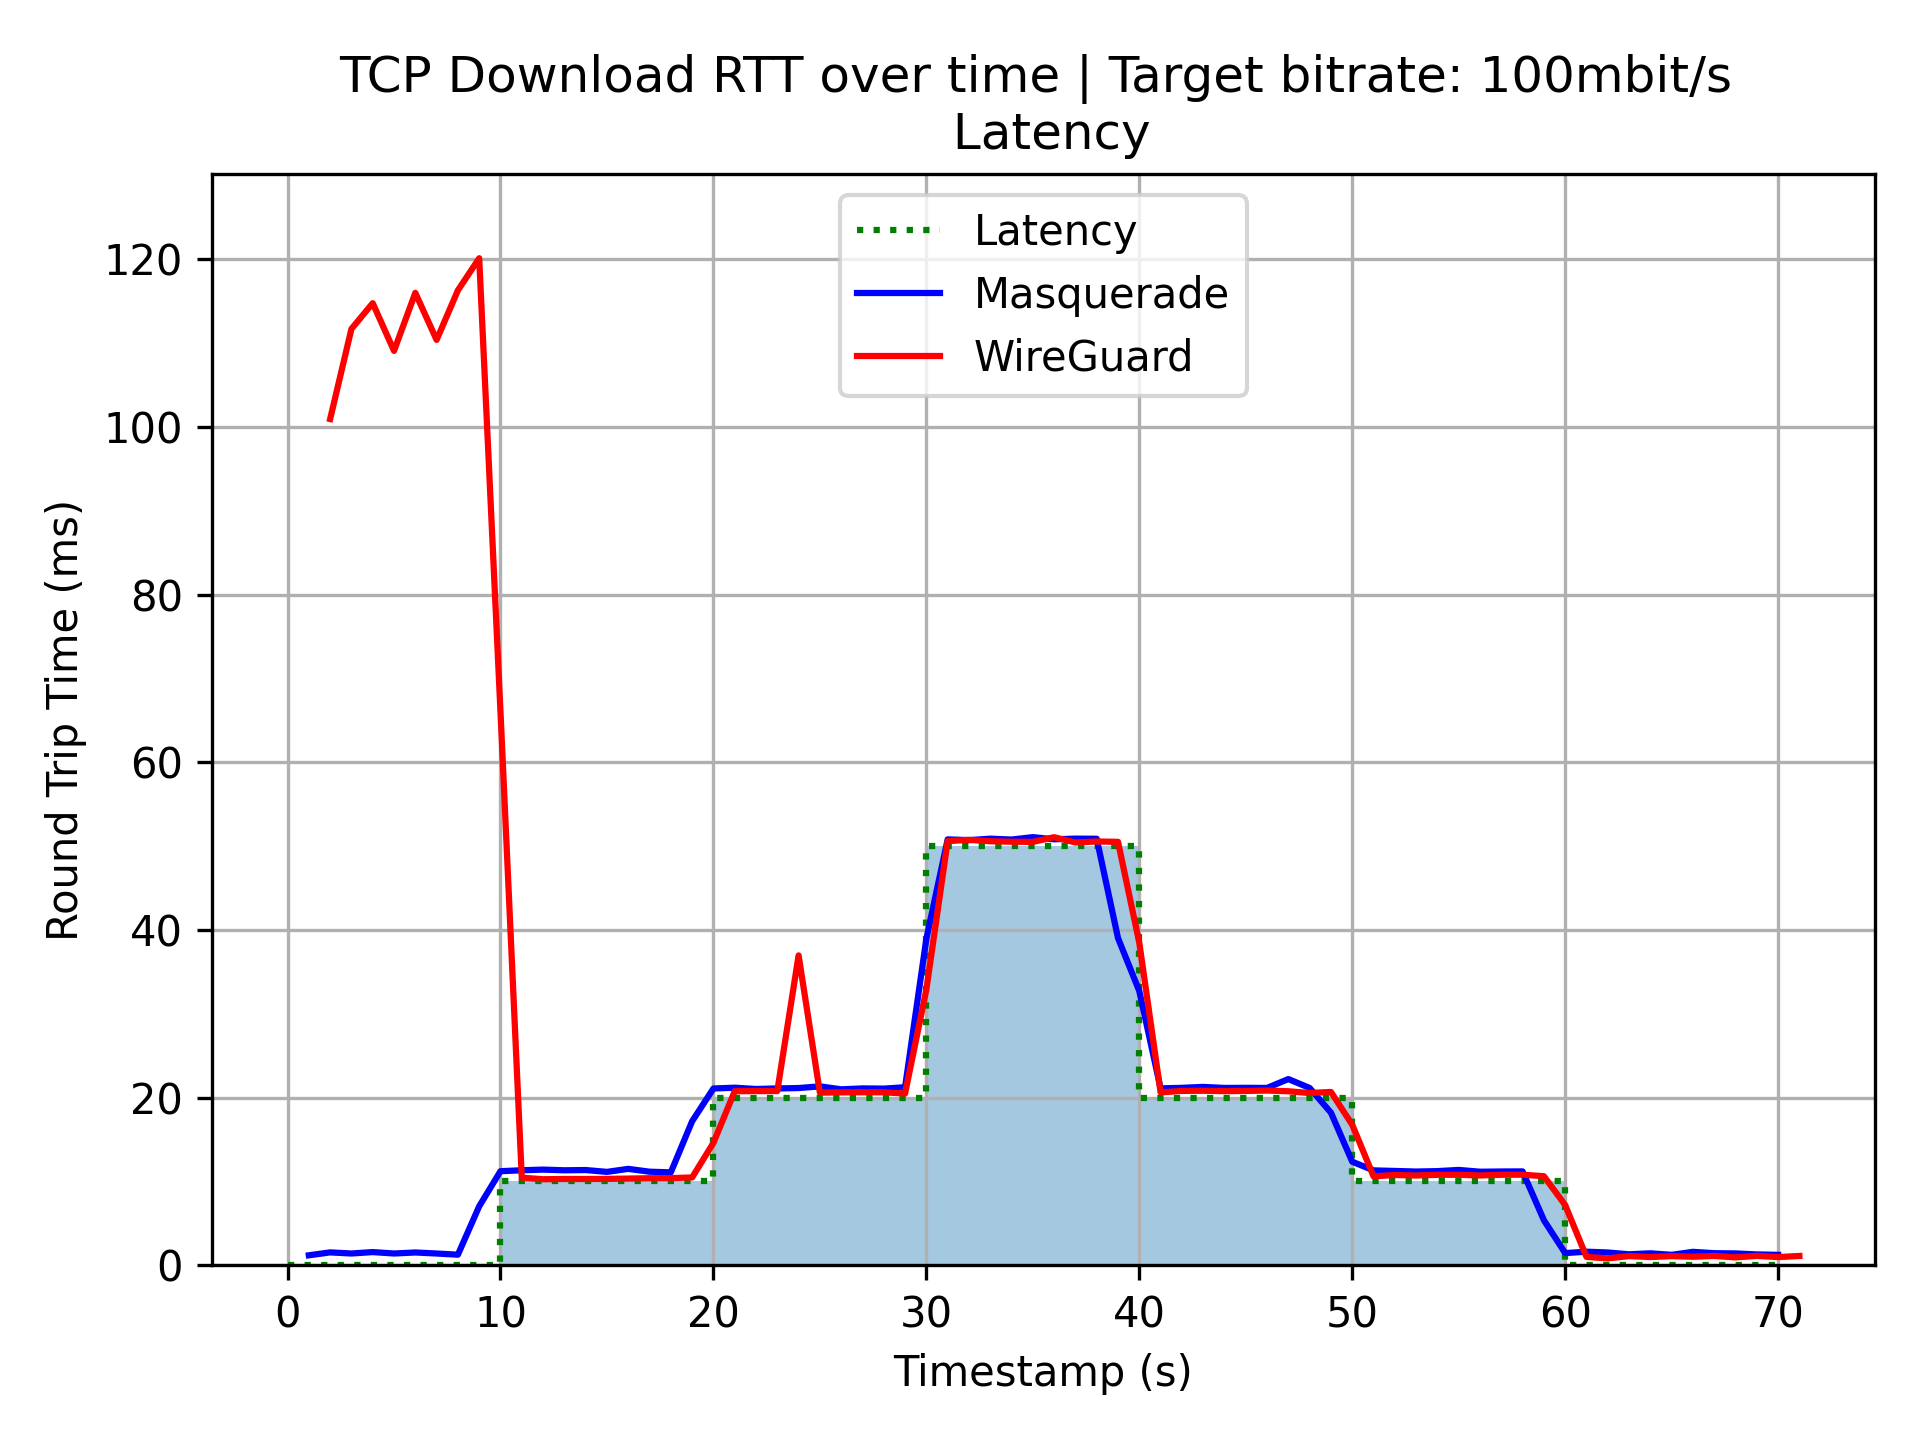 TCP Download RTT over time | Target bitrate: 100mbit/s
Latency
Latency
Masquerade
WireGuard
Round Trip Time (ms)
120
100
80
60
40
20
0
0 10 20 30 40 50 60 70
Timestamp (s)